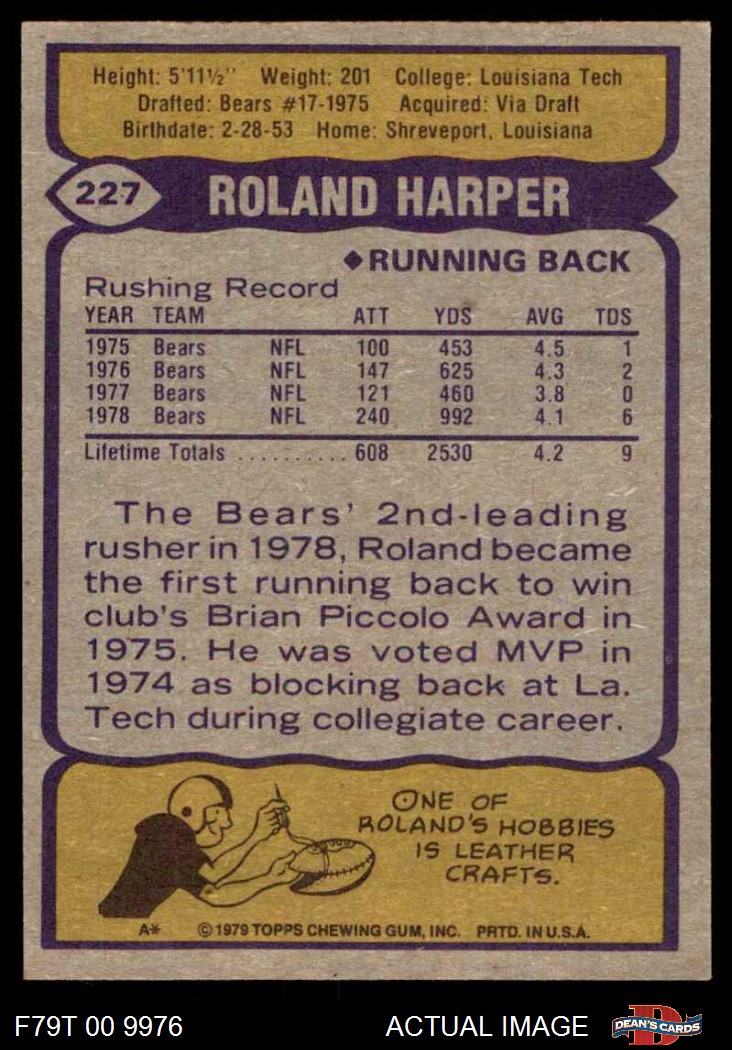 Height: 5'11½" Weight: 201 College: Louisiana Tech
Drafted: Bears #17-1975 Acquired: Via Draft
Birthdate: 2-28-53 Home: Shreveport, Louisiana
227 ROLAND HARPER
◆RUNNING BACK
Rushing Record
YEAR TEAM ATT YDS AVG TDS
1975 Bears NFL 100 453 4.5 1
1976 Bears NFL 147 625 4.3 2
1977 Bears NFL 121 460 3.8 0
1978 Bears NFL 240 992 4.1 6
Lifetime Totals .......... 608 2530 4.2 9
The Bears' 2nd-leading
rusher in 1978, Roland became
the first running back to win
club's Brian Piccolo Award in
1975. He was voted MVP in
1974 as blocking back at La.
Tech during collegiate career.
ONE OF
ROLAND'S HOBBIES
IS LEATHER
CRAFTS.
A* ©1979 TOPPS CHEWING GUM, INC. PRTD. IN U.S.A.
F79T 00 9976 ACTUAL IMAGE D DEAN'S CARDS